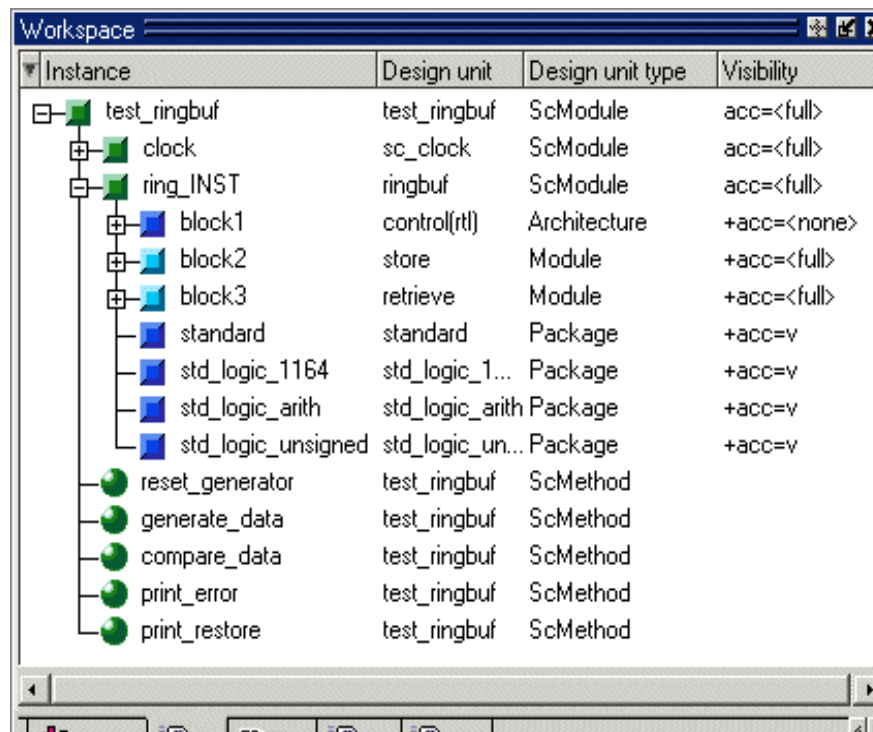 Workspace
Instance Design unit Design unit type Visibility
test_ringbuf test_ringbuf ScModule acc=<full>
clock sc_clock ScModule acc=<full>
ring_INST ringbuf ScModule acc=<full>
block1 control(rtl) Architecture +acc=<none>
block2 store Module +acc=<full>
block3 retrieve Module +acc=<full>
standard standard Package +acc=v
std_logic_1164 std_logic_1... Package +acc=v
std_logic_arith std_logic_arith Package +acc=v
std_logic_unsigned std_logic_un... Package +acc=v
reset_generator test_ringbuf ScMethod
generate_data test_ringbuf ScMethod
compare_data test_ringbuf ScMethod
print_error test_ringbuf ScMethod
print_restore test_ringbuf ScMethod